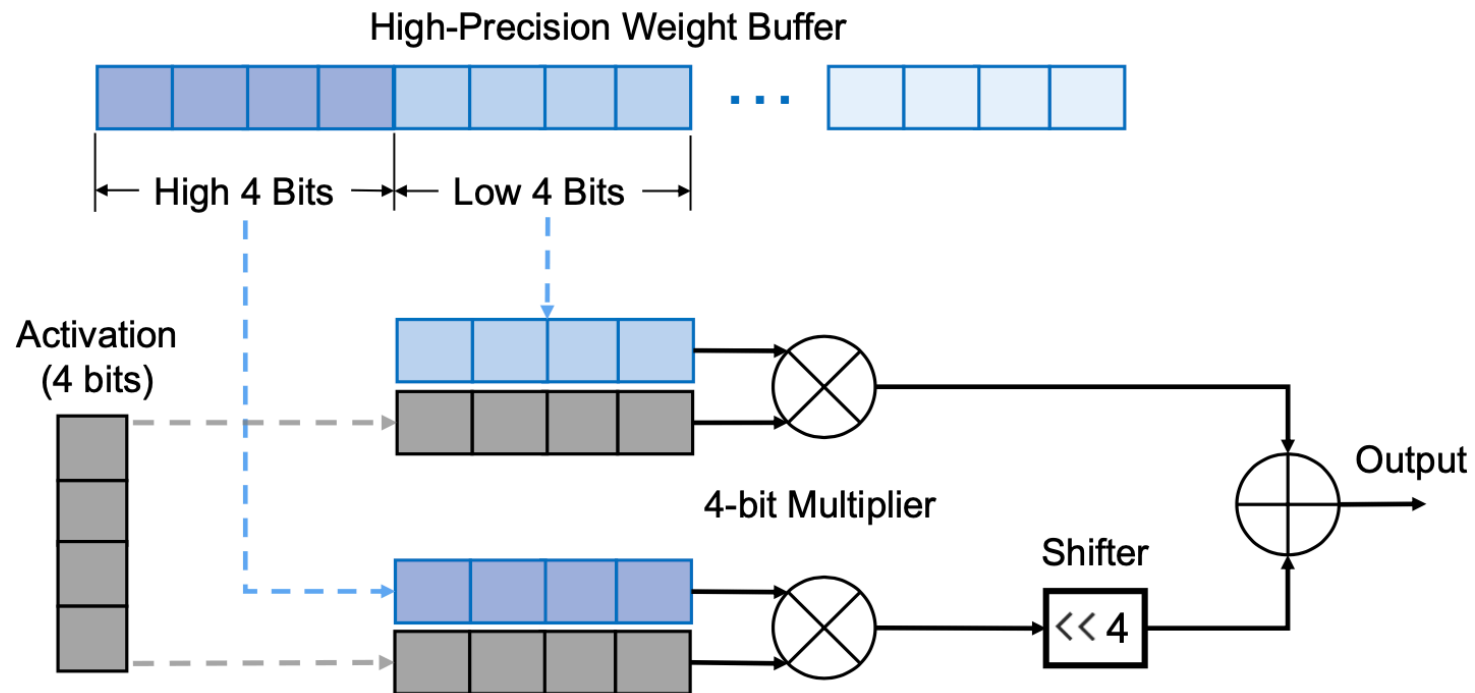 High-Precision Weight Buffer
...
High 4 Bits
Low 4 Bits
Activation
(4 bits)
Output
4-bit Multiplier
Shifter
<< 4